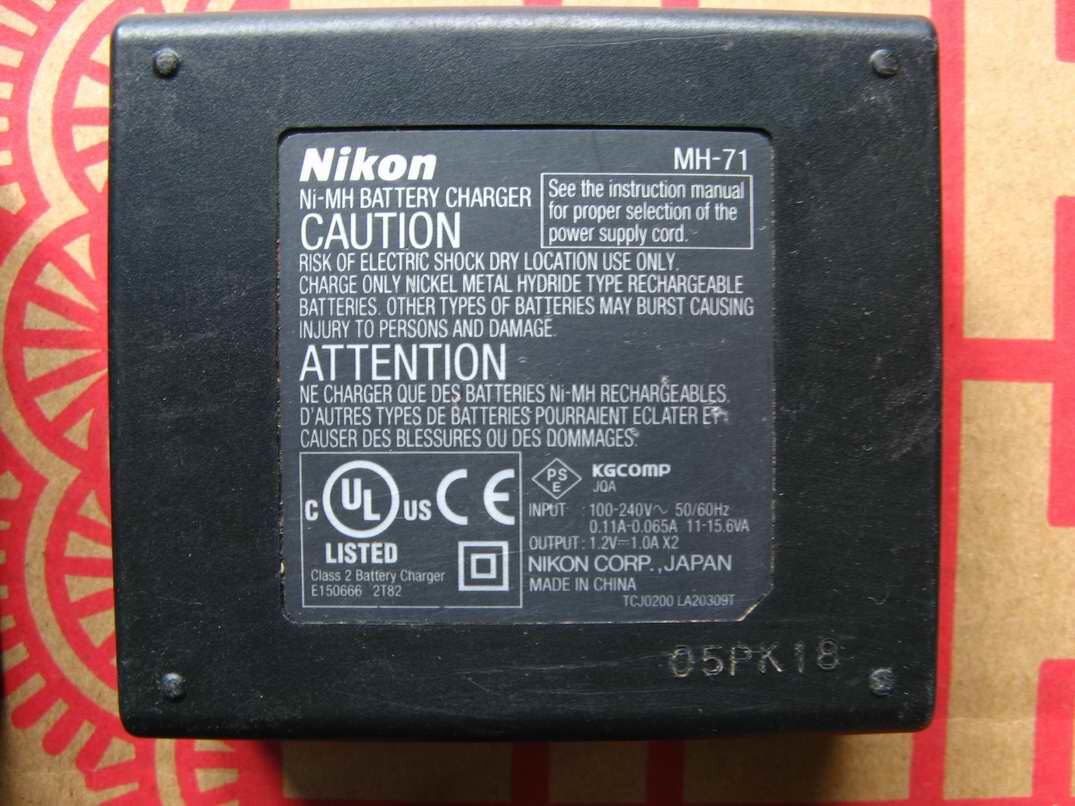 Nikon
MH-71
Ni-MH BATTERY CHARGER
See the instruction manual
for proper selection of the
power supply cord.
CAUTION
RISK OF ELECTRIC SHOCK DRY LOCATION USE ONLY.
CHARGE ONLY NICKEL METAL HYDRIDE TYPE RECHARGEABLE
BATTERIES. OTHER TYPES OF BATTERIES MAY BURST CAUSING
INJURY TO PERSONS AND DAMAGE.
ATTENTION
NE CHARGER QUE DES BATTERIES Ni-MH RECHARGEABLES.
D'AUTRES TYPES DE BATTERIES POURRAIENT ECLATER ET
CAUSER DES BLESSURES OU DES DOMMAGES.
C UL US CE
LISTED
Class 2 Battery Charger
E150666 2T82
PS
E
KGCOMP
JQA
INPUT : 100-240V~ 50/60Hz
0.11A-0.065A 11-15.6VA
OUTPUT : 1.2V⎓1.0A X2
NIKON CORP., JAPAN
MADE IN CHINA
TCJ0200 LA20309T
05PK18